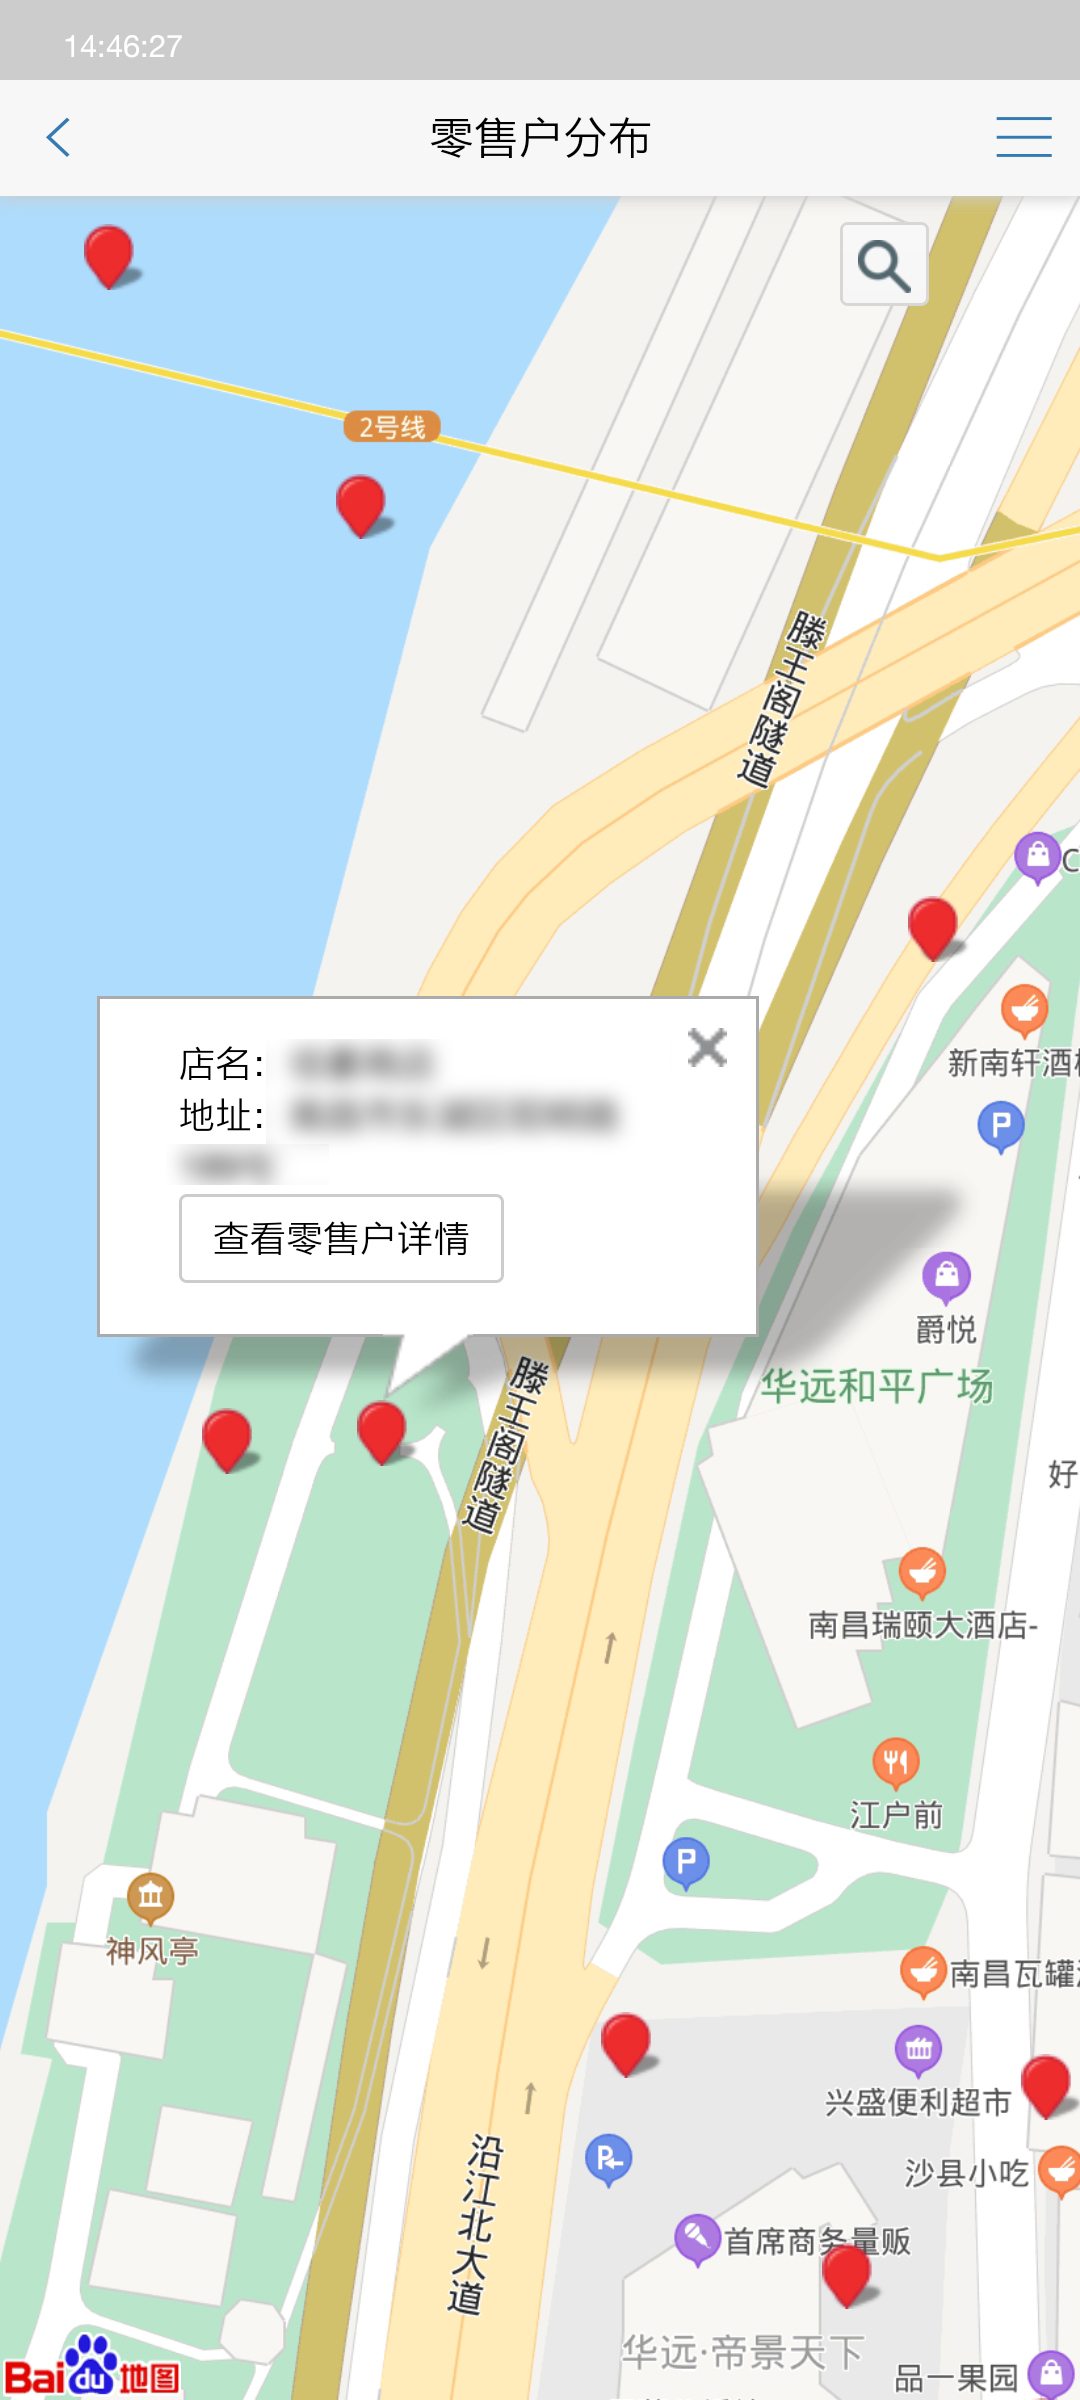 14:46:27
零售户分布
2号线
滕王阁隧道
C
新南轩酒
P
店名：
地址：
查看零售户详情
爵悦
华远和平广场
滕王阁隧道
好
南昌瑞颐大酒店-
江户前
P
神风亭
南昌瓦罐
兴盛便利超市
沙县小吃
P
沿江北大道
首席商务量贩
华远·帝景天下
品一果园
Bai du 地图